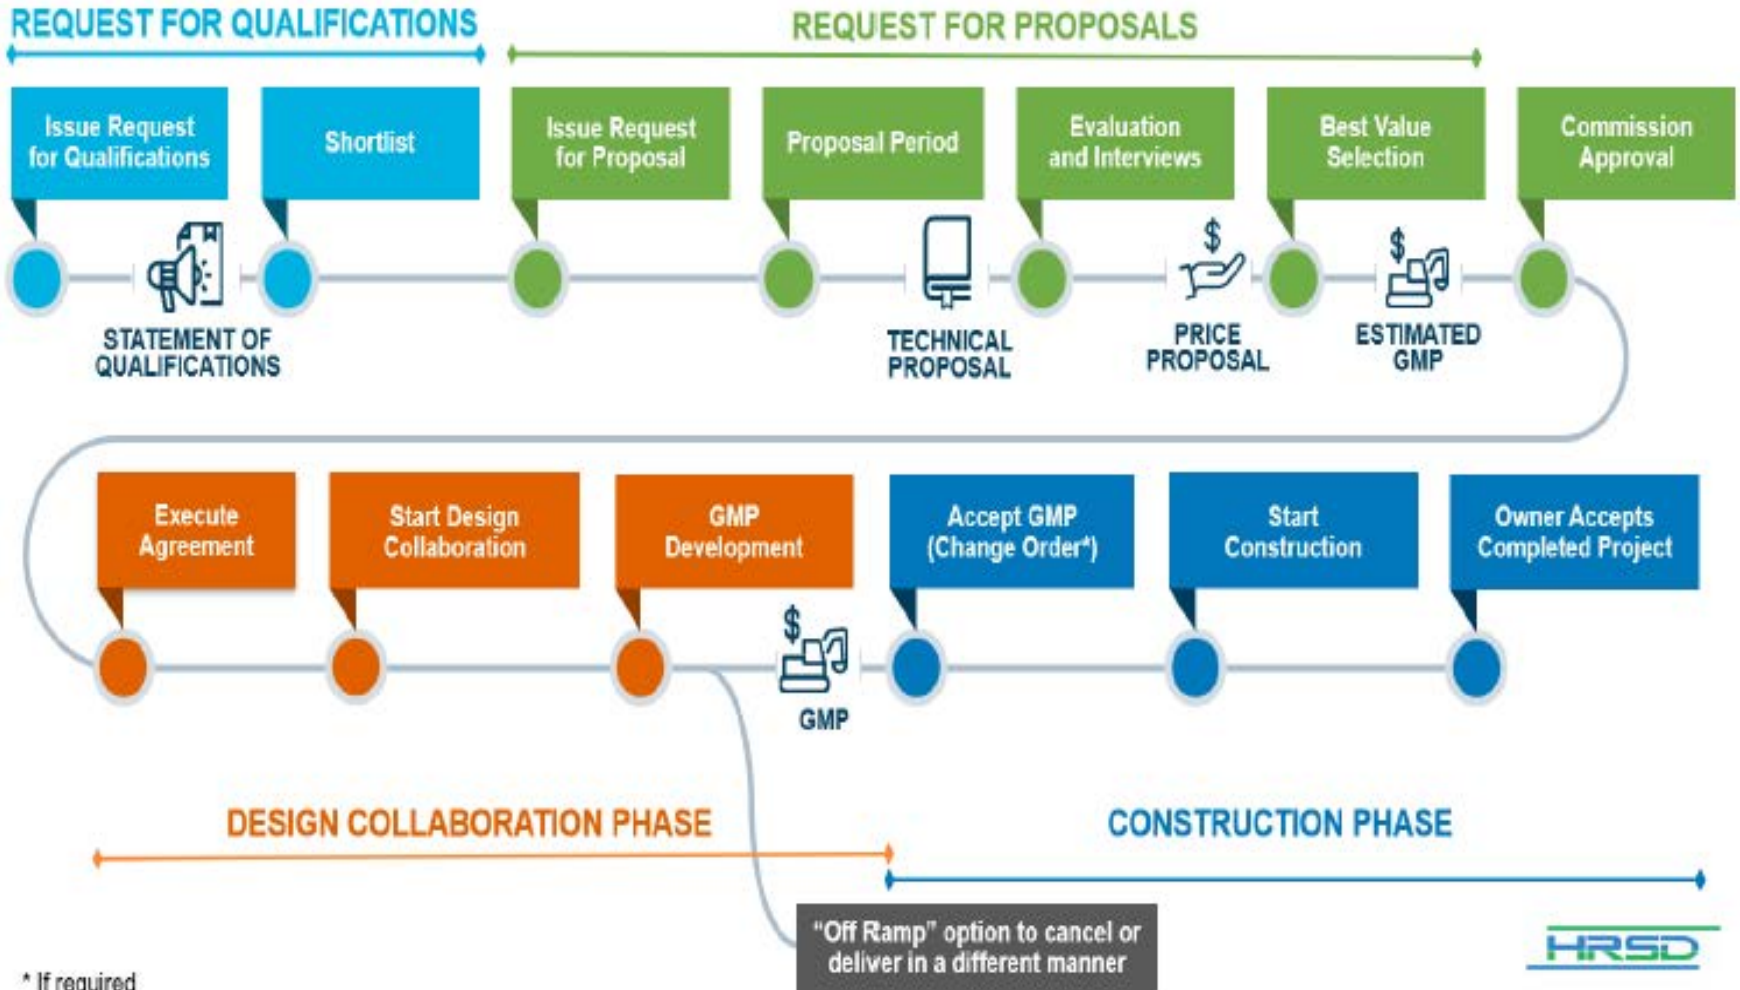 REQUEST FOR QUALIFICATIONS
REQUEST FOR PROPOSALS
Issue Request
for Qualifications
Shortlist
Issue Request
for Proposal
Proposal Period
Evaluation
and Interviews
Best Value
Selection
Commission
Approval
$
$
STATEMENT OF
QUALIFICATIONS
TECHNICAL
PROPOSAL
PRICE
PROPOSAL
ESTIMATED
GMP
Execute
Agreement
Start Design
Collaboration
GMP
Development
Accept GMP
(Change Order*)
Start
Construction
Owner Accepts
Completed Project
$
GMP
DESIGN COLLABORATION PHASE
CONSTRUCTION PHASE
“Off Ramp” option to cancel or
deliver in a different manner
HRSD
* If required